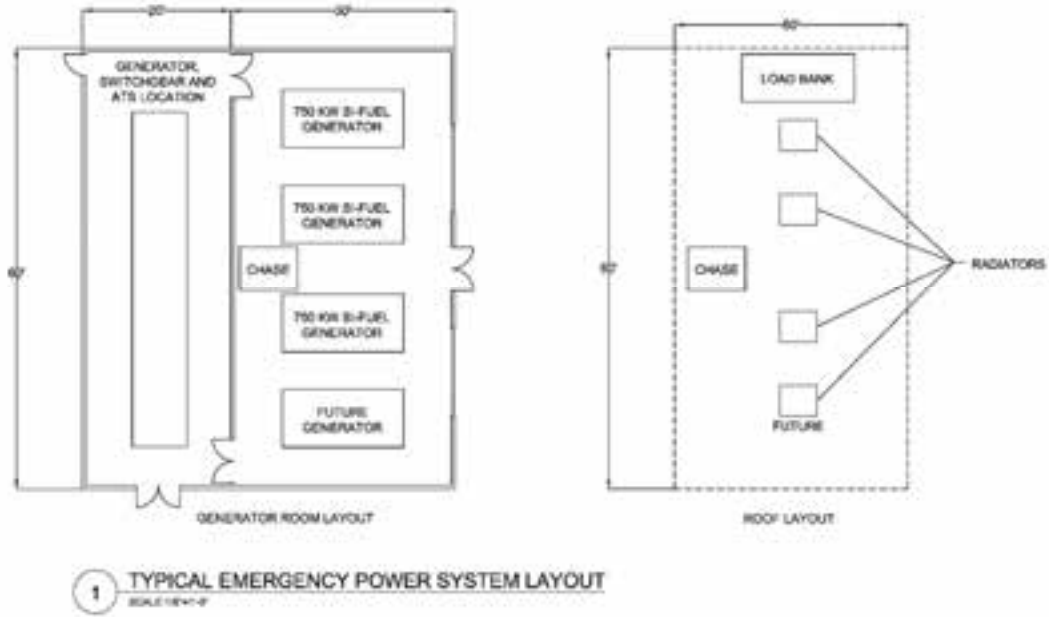 GENERATOR,
SWITCHGEAR AND
ATS LOCATION
750 KW BI-FUEL
GENERATOR
750 KW BI-FUEL
GENERATOR
CHASE
750 KW BI-FUEL
GENERATOR
FUTURE
GENERATOR
60'
GENERATOR ROOM LAYOUT
LOAD BANK
CHASE
RADIATORS
60'
FUTURE
ROOF LAYOUT
1
TYPICAL EMERGENCY POWER SYSTEM LAYOUT